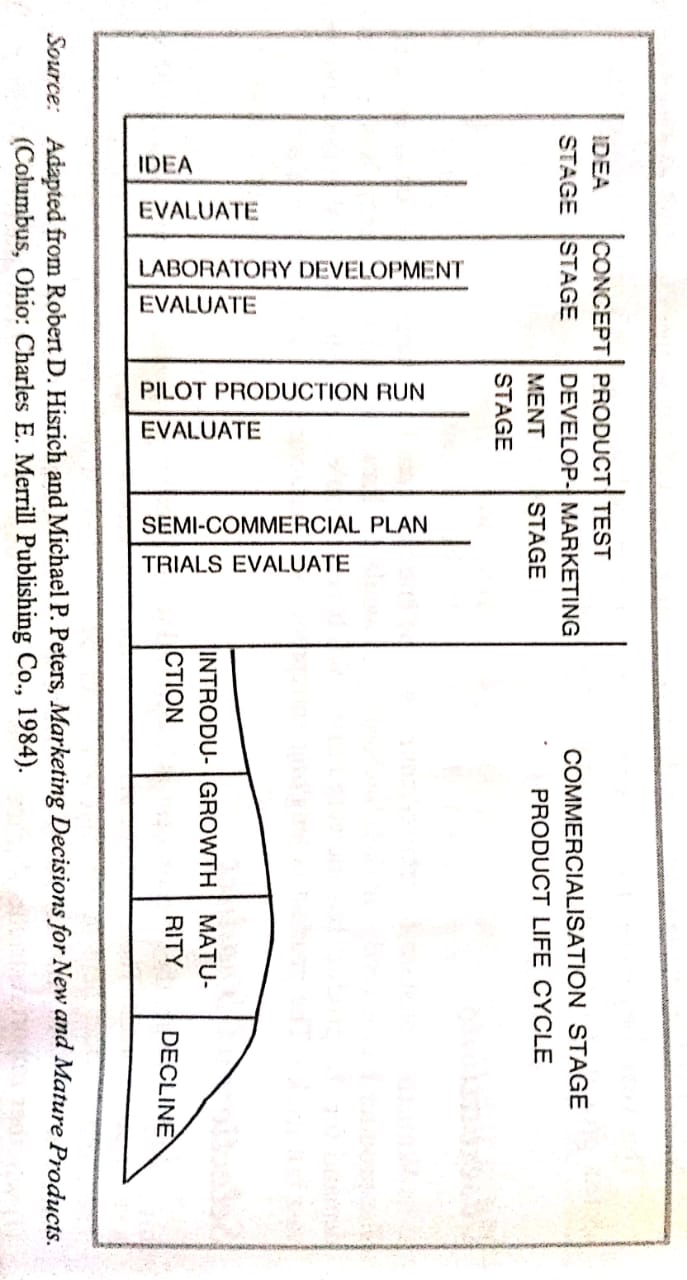 IDEA
STAGE
CONCEPT
STAGE
PRODUCT
DEVELOP-
MENT
STAGE
TEST
MARKETING
STAGE
COMMERCIALISATION STAGE
PRODUCT LIFE CYCLE
IDEA
EVALUATE
LABORATORY DEVELOPMENT
EVALUATE
PILOT PRODUCTION RUN
EVALUATE
SEMI-COMMERCIAL PLAN
TRIALS EVALUATE
INTRODU-
CTION
GROWTH
MATU-
RITY
DECLINE
Source: Adapted from Robert D. Hisrich and Michael P. Peters, Marketing Decisions for New and Mature Products.
(Columbus, Ohio: Charles E. Merrill Publishing Co., 1984).